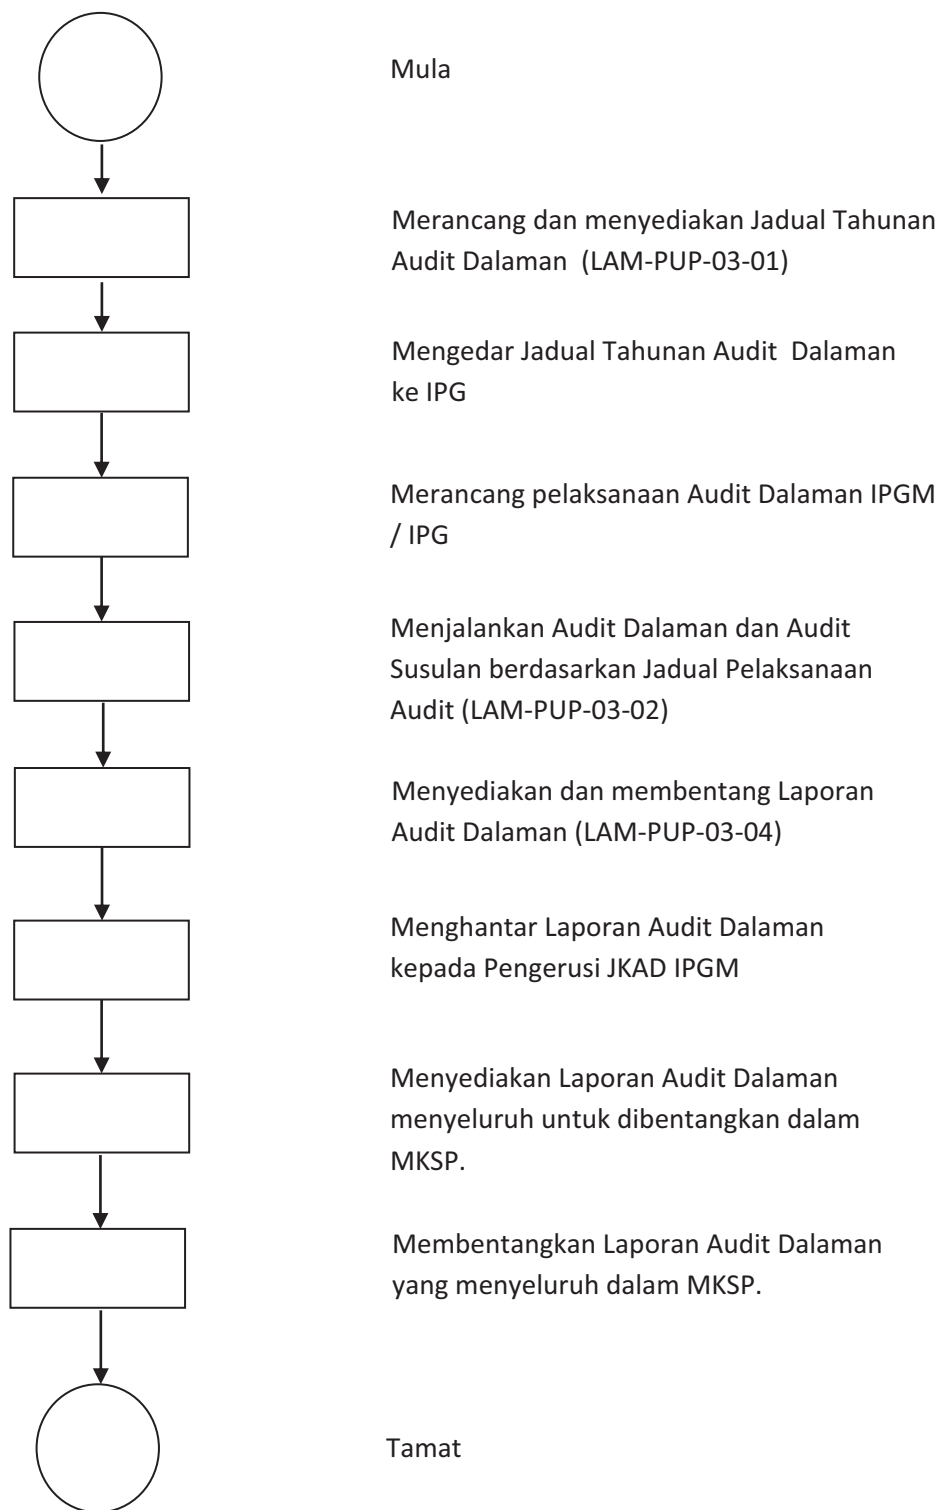 Mula
Merancang dan menyediakan Jadual Tahunan
Audit Dalaman (LAM-PUP-03-01)
Mengedar Jadual Tahunan Audit Dalaman
ke IPG
Merancang pelaksanaan Audit Dalaman IPGM
/ IPG
Menjalankan Audit Dalaman dan Audit
Susulan berdasarkan Jadual Pelaksanaan
Audit (LAM-PUP-03-02)
Menyediakan dan membentang Laporan
Audit Dalaman (LAM-PUP-03-04)
Menghantar Laporan Audit Dalaman
kepada Pengerusi JKAD IPGM
Menyediakan Laporan Audit Dalaman
menyeluruh untuk dibentangkan dalam
MKSP.
Membentangkan Laporan Audit Dalaman
yang menyeluruh dalam MKSP.
Tamat